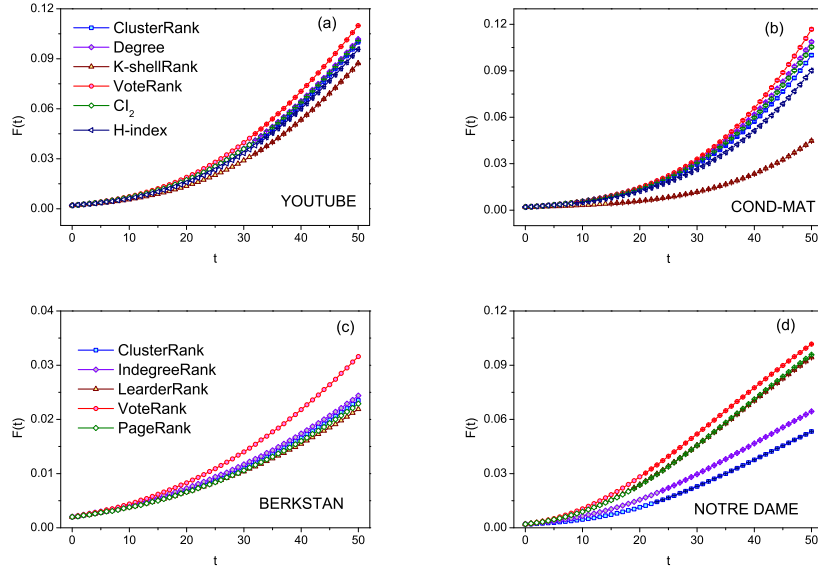 (a)
0.12
0.09
0.06
0.03
0.00
F(t)
ClusterRank
Degree
K-shellRank
VoteRank
CI2
H-index
YOUTUBE
0 10 20 30 40 50
t
(b)
0.12
0.09
0.06
0.03
0.00
F(t)
COND-MAT
0 10 20 30 40 50
t
(c)
0.04
0.03
0.02
0.01
0.00
F(t)
ClusterRank
IndegreeRank
LearderRank
VoteRank
PageRank
BERKSTAN
0 10 20 30 40 50
t
(d)
0.12
0.09
0.06
0.03
0.00
F(t)
NOTRE DAME
0 10 20 30 40 50
t